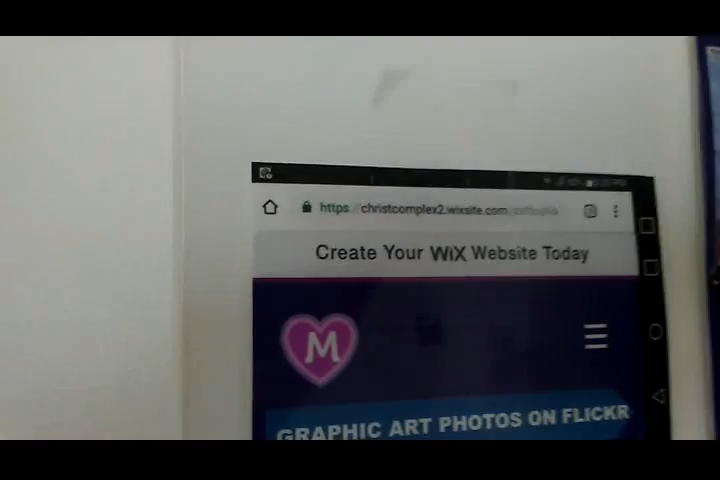 https://christcomplex2.wixsite.com
Create Your WiX Website Today
M
GRAPHIC ART PHOTOS ON FLICKR